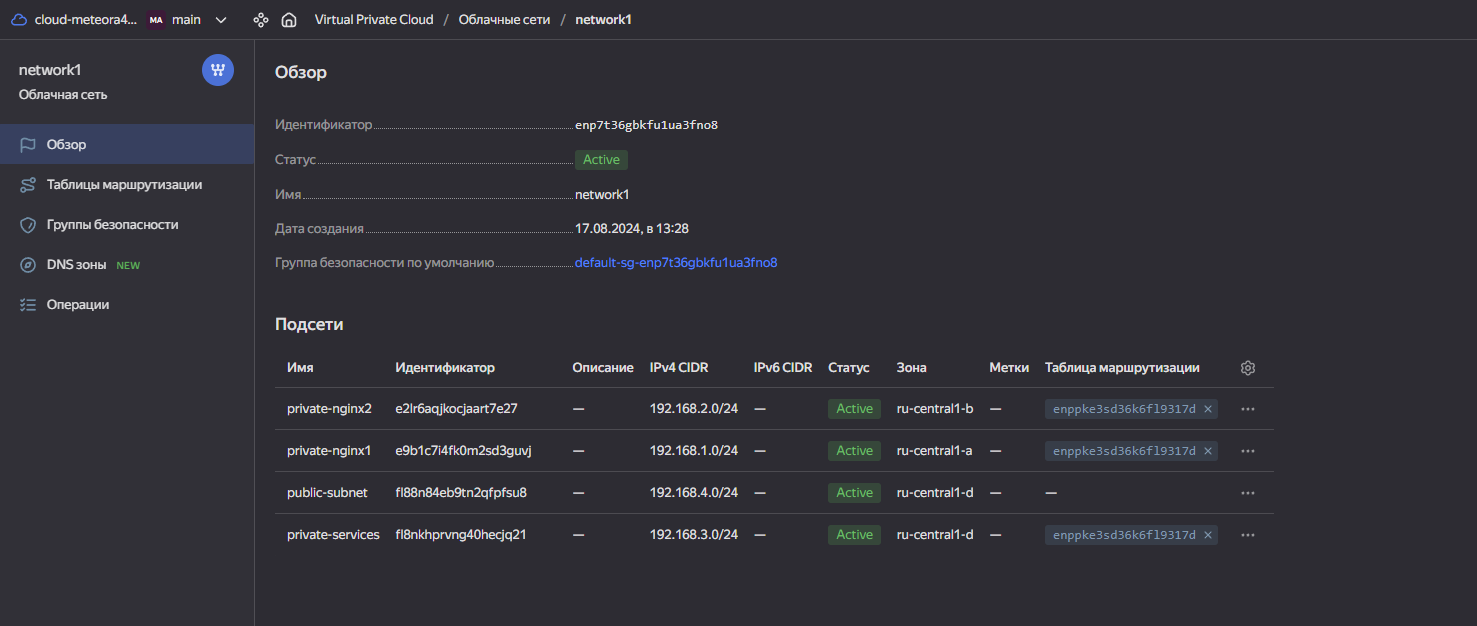 cloud-meteora4... MA main Virtual Private Cloud / Облачные сети / network1
network1
Облачная сеть
Обзор
Таблицы маршрутизации
Группы безопасности
DNS зоны NEW
Операции
Обзор
Идентификатор enp7t36gbkfu1ua3fno8
Статус Active
Имя network1
Дата создания 17.08.2024, в 13:28
Группа безопасности по умолчанию default-sg-enp7t36gbkfu1ua3fno8
Подсети
Имя Идентификатор Описание IPv4 CIDR IPv6 CIDR Статус Зона Метки Таблица маршрутизации
private-nginx2 e2lr6aqjkocjaart7e27 — 192.168.2.0/24 — Active ru-central1-b — enppke3sd36k6fl9317d ×
private-nginx1 e9b1c7i4fk0m2sd3guvj — 192.168.1.0/24 — Active ru-central1-a — enppke3sd36k6fl9317d ×
public-subnet fl88n84eb9tn2qfpfsu8 — 192.168.4.0/24 — Active ru-central1-d — —
private-services fl8nkhprvng40hecjq21 — 192.168.3.0/24 — Active ru-central1-d — enppke3sd36k6fl9317d ×